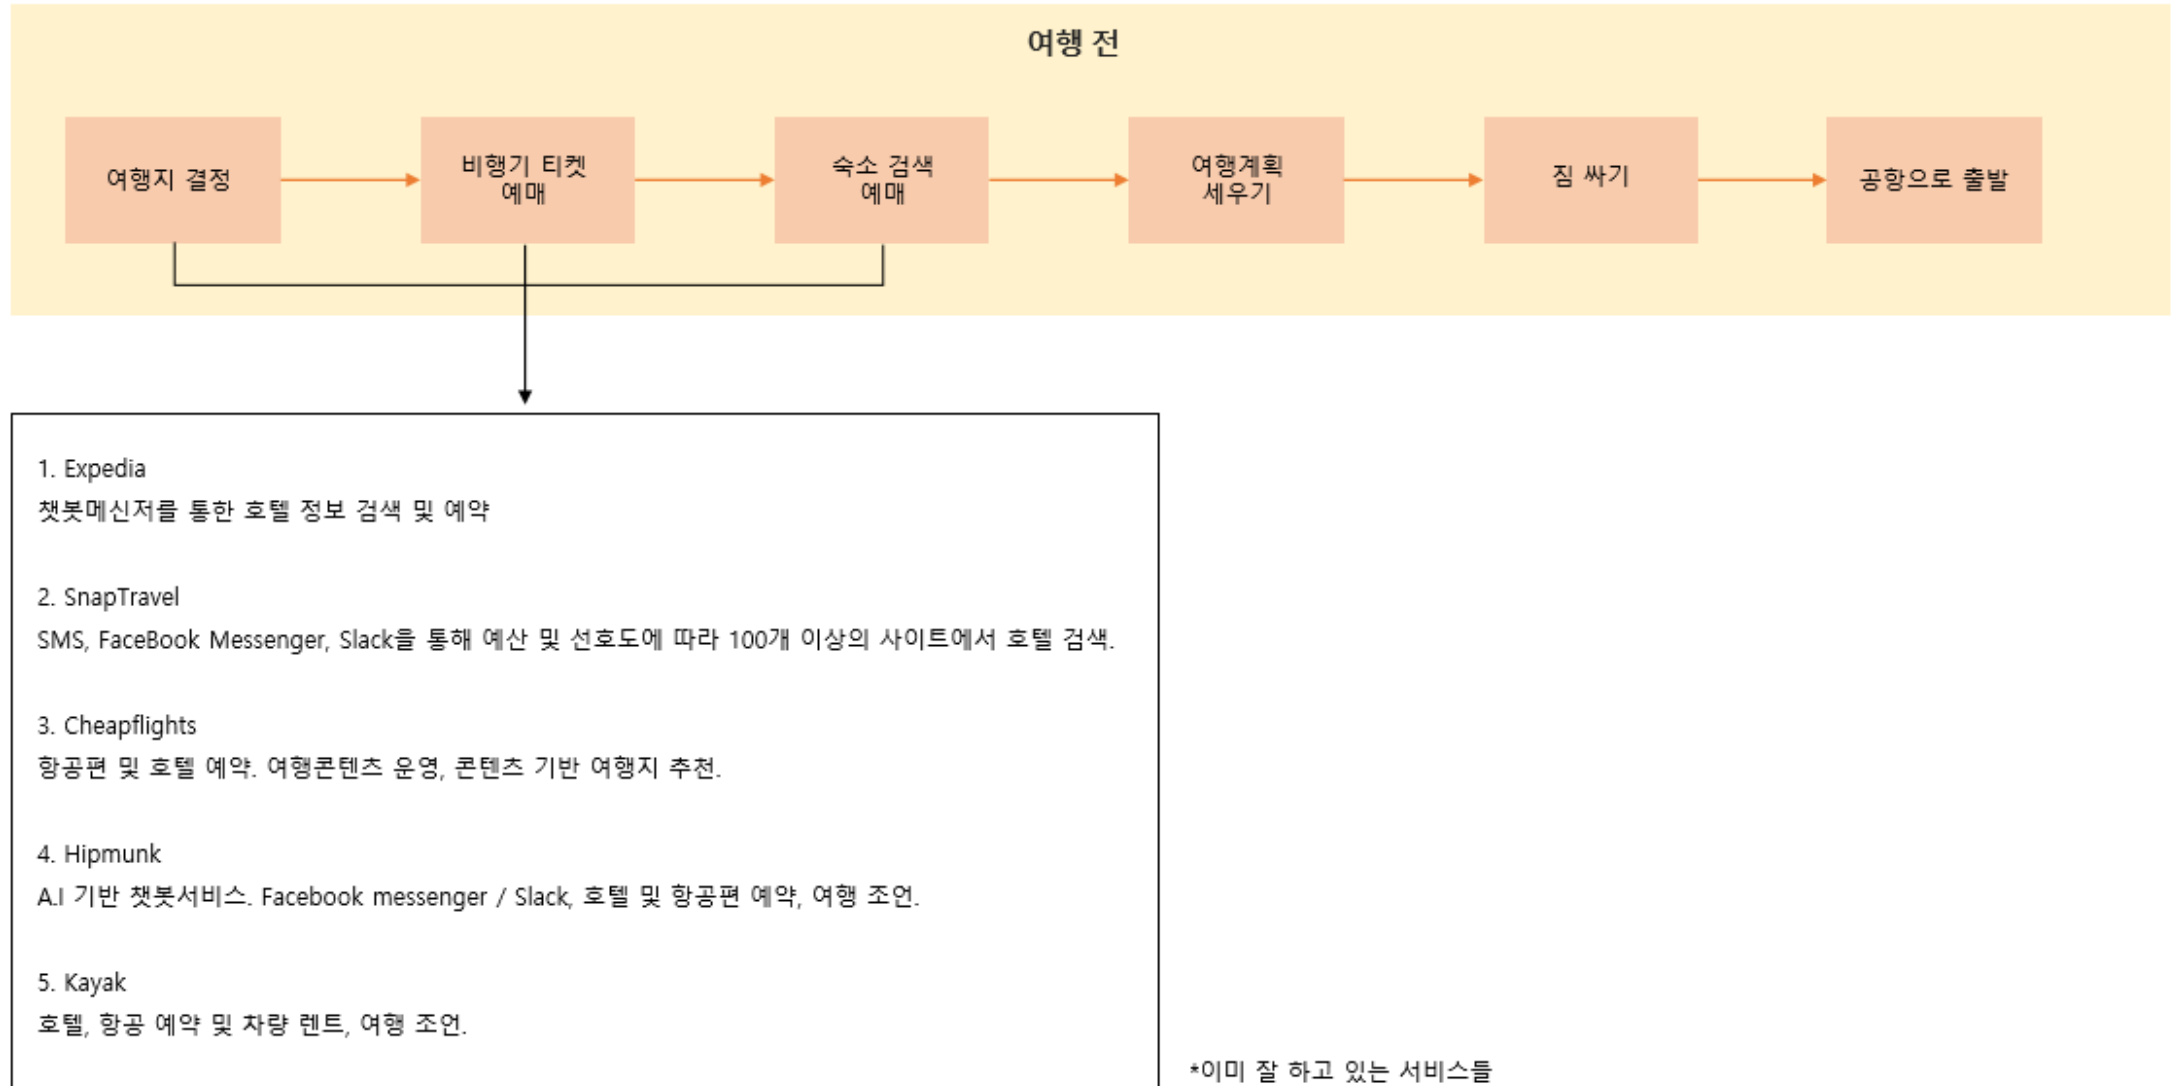 여행 전
여행지 결정
비행기 티켓
예매
숙소 검색
예매
여행계획
세우기
짐 싸기
공항으로 출발
1. Expedia
챗봇메신저를 통한 호텔 정보 검색 및 예약
2. SnapTravel
SMS, FaceBook Messenger, Slack을 통해 예산 및 선호도에 따라 100개 이상의 사이트에서 호텔 검색.
3. Cheapflights
항공편 및 호텔 예약. 여행콘텐츠 운영, 콘텐츠 기반 여행지 추천.
4. Hipmunk
A.I 기반 챗봇서비스. Facebook messenger / Slack, 호텔 및 항공편 예약, 여행 조언.
5. Kayak
호텔, 항공 예약 및 차량 렌트, 여행 조언.
*이미 잘 하고 있는 서비스들